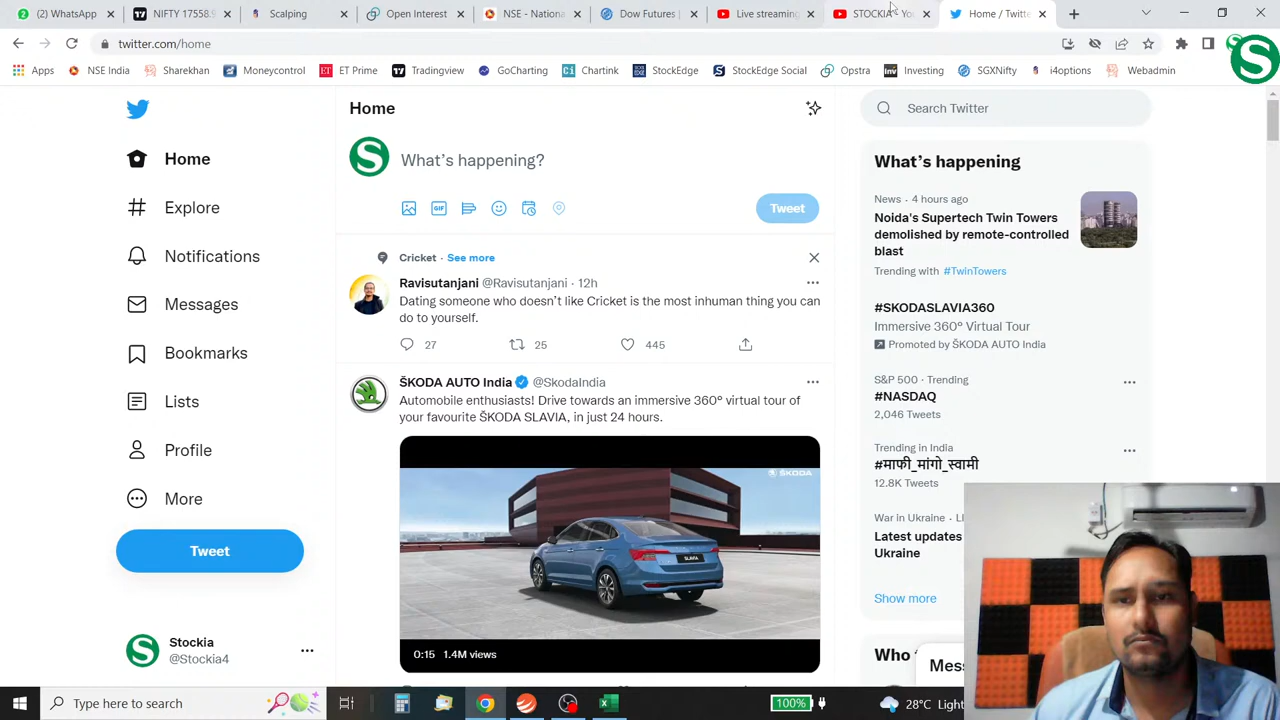 (2) WhatsApp
NIFTY 17558.9
Scalping
Open Interest
NSE - Nationa
Dow Futures
Live streaming
STOCKIA - You
Home / Twitte
twitter.com/home
Apps
NSE India
Sharekhan
Moneycontrol
ET Prime
Tradingview
GoCharting
Chartink
StockEdge
StockEdge Social
Opstra
Investing
SGXNifty
i4options
Webadmin
Home
Explore
Notifications
Messages
Bookmarks
Lists
Profile
More
Tweet
Stockia
@Stockia4
Home
What's happening?
GIF
Tweet
Cricket · See more
Ravisutanjani @Ravisutanjani · 12h
Dating someone who doesn't like Cricket is the most inhuman thing you can
do to yourself.
27 25 445
ŠKODA AUTO India @SkodaIndia
Automobile enthusiasts! Drive towards an immersive 360° virtual tour of
your favourite ŠKODA SLAVIA, in just 24 hours.
ŠKODA
SLAVIA
0:15 1.4M views
Search Twitter
What's happening
News · 4 hours ago
Noida's Supertech Twin Towers
demolished by remote-controlled
blast
Trending with #TwinTowers
#SKODASLAVIA360
Immersive 360° Virtual Tour
Promoted by ŠKODA AUTO India
S&P 500 · Trending
#NASDAQ
2,046 Tweets
Trending in India
#माफी_मांगो_स्वामी
12.8K Tweets
War in Ukraine · LI
Latest updates
Ukraine
Show more
Who
Mess
Type here to search
100%
28°C Light